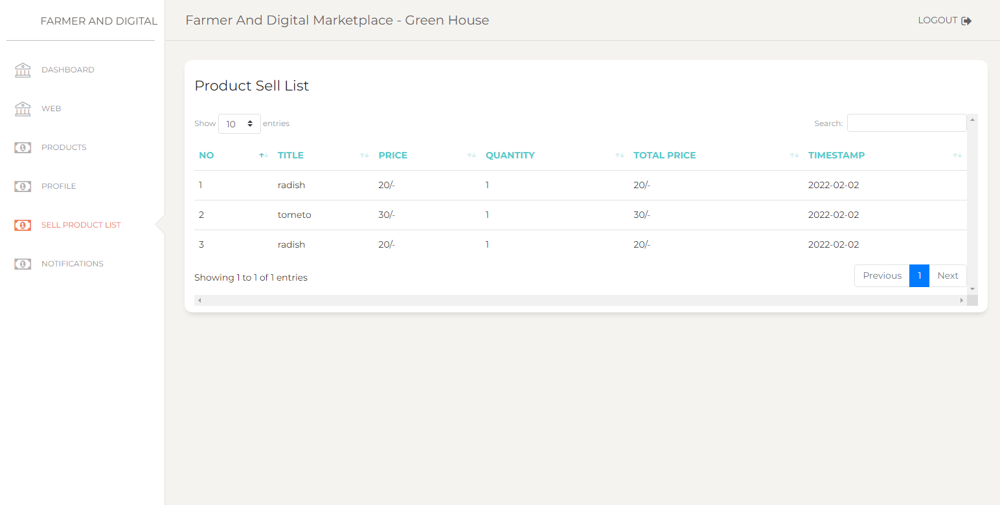 FARMER AND DIGITAL
Farmer And Digital Marketplace - Green House
LOGOUT
DASHBOARD
WEB
PRODUCTS
PROFILE
SELL PRODUCT LIST
NOTIFICATIONS
Product Sell List
Show 10 entries
Search:
NO TITLE PRICE QUANTITY TOTAL PRICE TIMESTAMP
1 radish 20/- 1 20/- 2022-02-02
2 tometo 30/- 1 30/- 2022-02-02
3 radish 20/- 1 20/- 2022-02-02
Showing 1 to 1 of 1 entries
Previous 1 Next